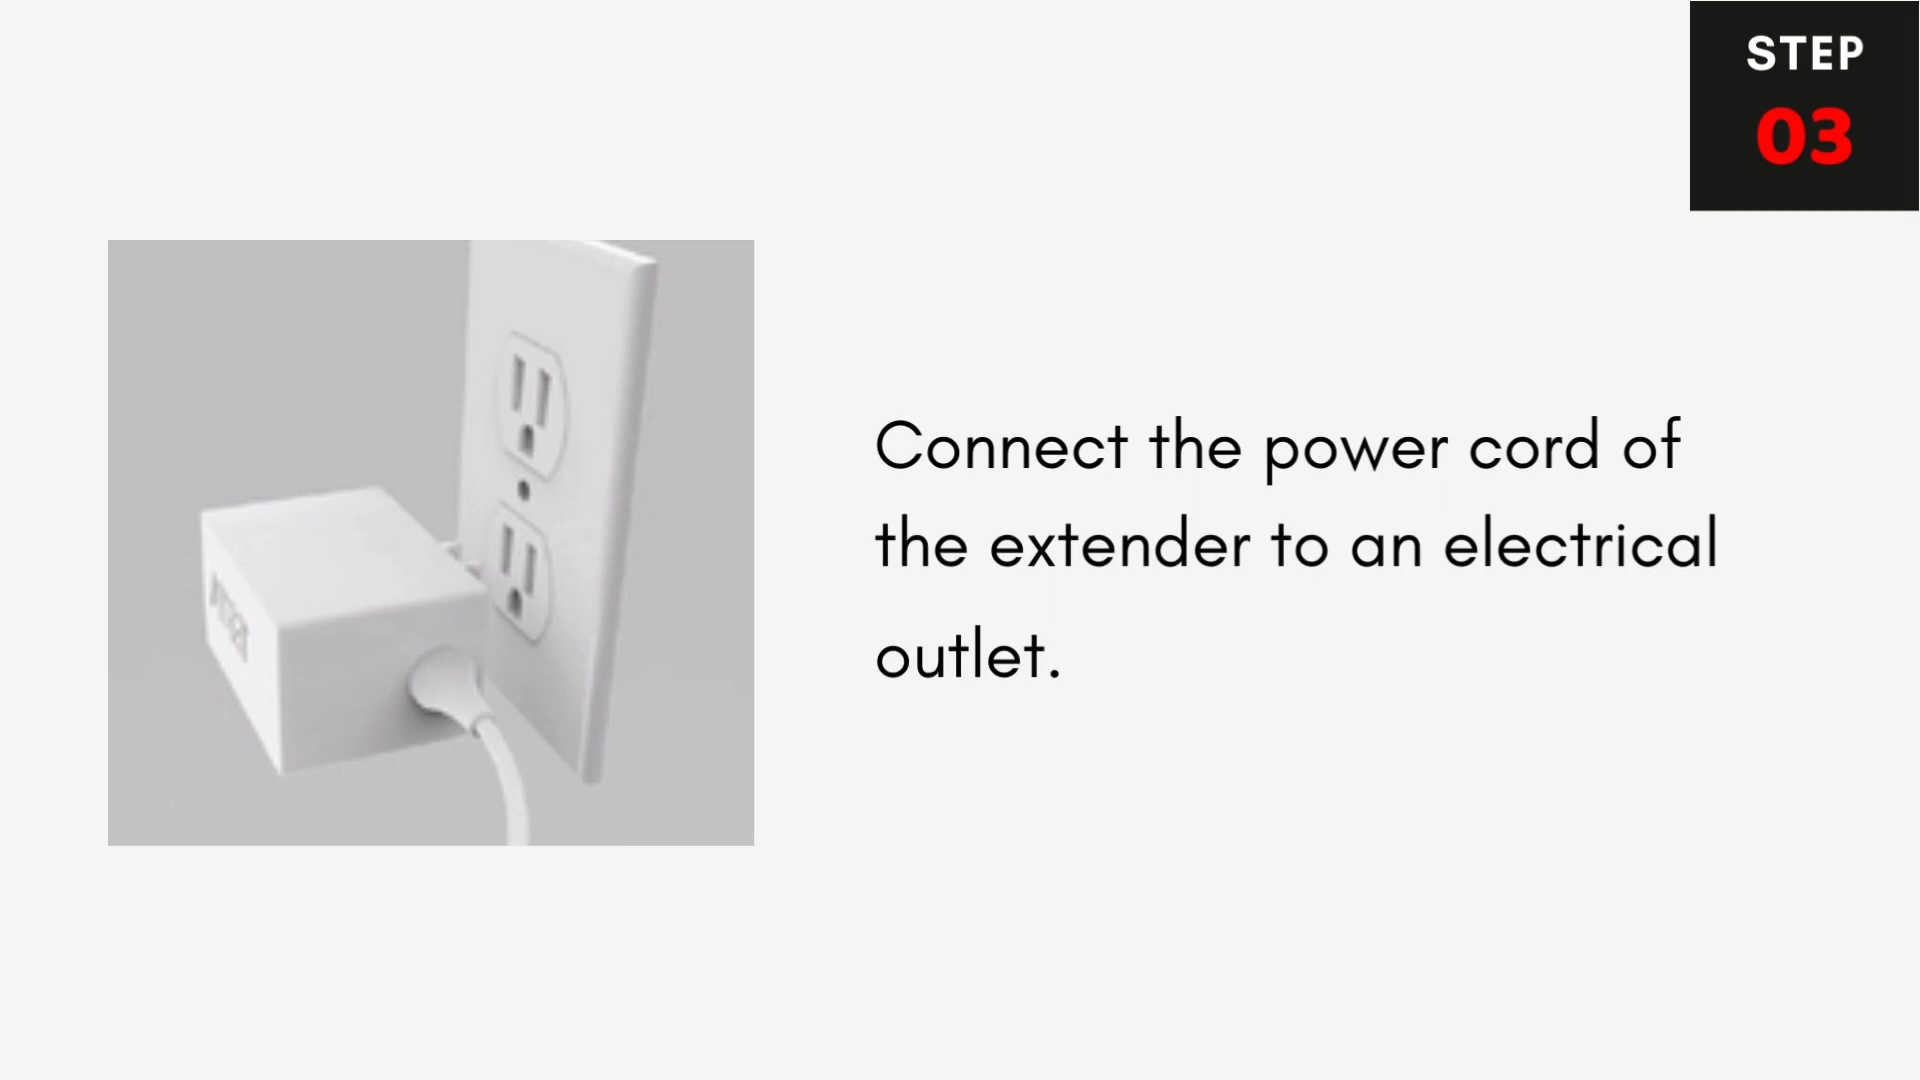 STEP
03
Connect the power cord of
the extender to an electrical
outlet.